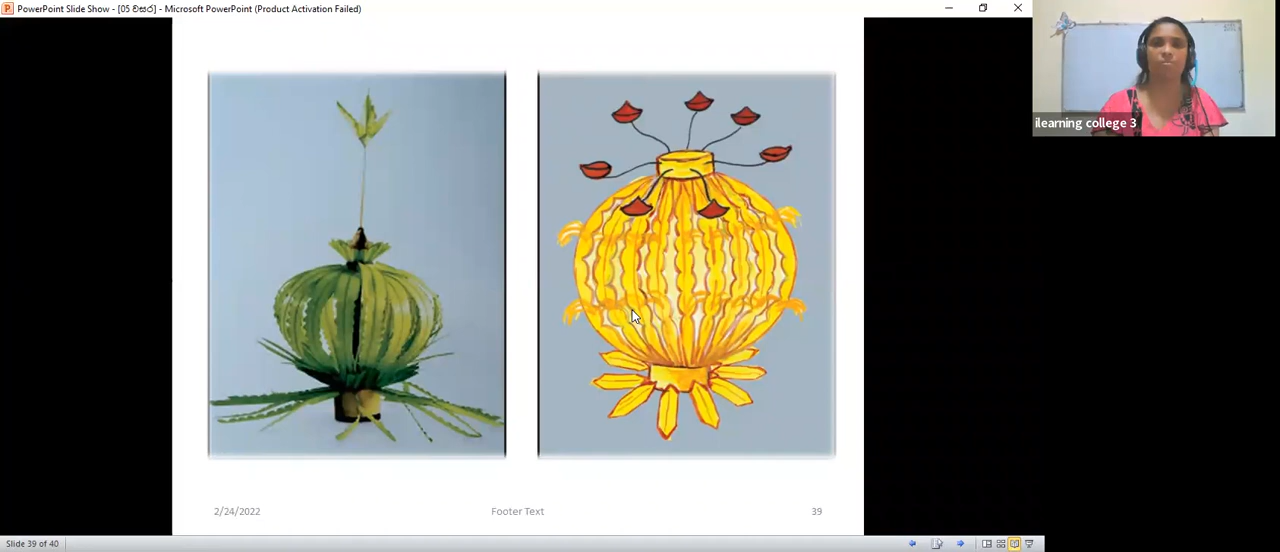 PowerPoint Slide Show - [05 විසර] - Microsoft PowerPoint (Product Activation Failed)
ilearning college 3
2/24/2022
Footer Text
39
Slide 39 of 40